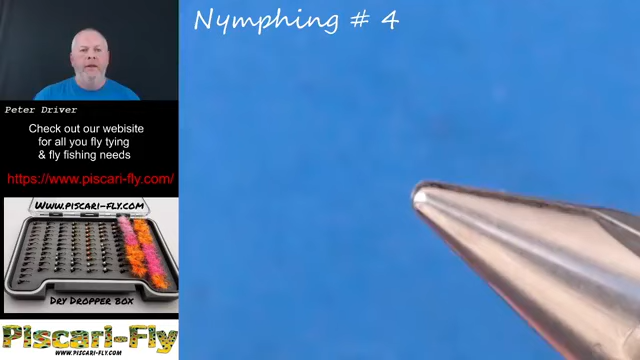 Nymphing # 4
Peter Driver
Check out our webisite
for all you fly tying
& fly fishing needs
https://www.piscari-fly.com/
www.piscari-fly.com
Dry Dropper box
Piscari-Fly
www.piscari-fly.com